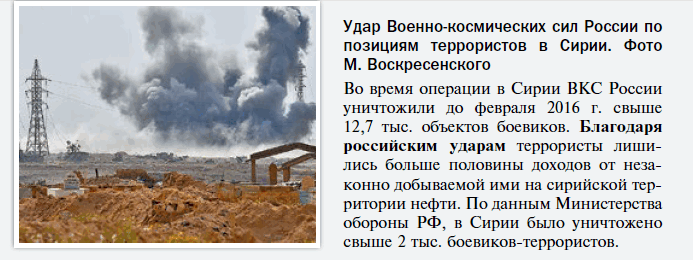 Удар Военно-космических сил России по
позициям террористов в Сирии. Фото
М. Воскресенского
Во время операции в Сирии ВКС России
уничтожили до февраля 2016 г. свыше
12,7 тыс. объектов боевиков. Благодаря
российским ударам террористы лиши-
лись больше половины доходов от неза-
конно добываемой ими на сирийской тер-
ритории нефти. По данным Министерства
обороны РФ, в Сирии было уничтожено
свыше 2 тыс. боевиков-террористов.